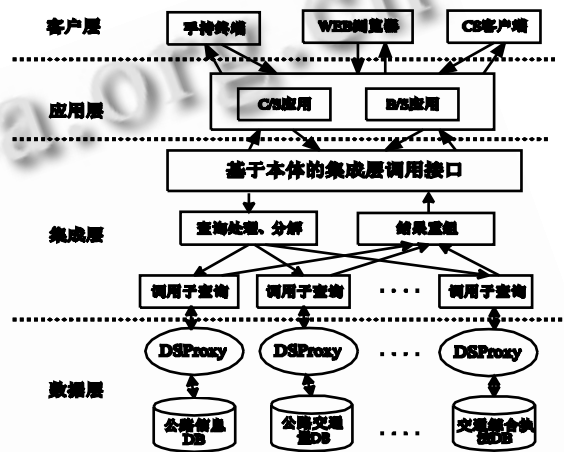 客户层
手持终端
WEB浏览器
CS客户端
应用层
C/S应用
B/S应用
基于本体的集成层调用接口
集成层
查询处理、分解
结果重组
调用子查询
调用子查询
....
调用子查询
DSProxy
DSProxy
....
DSProxy
数据层
公路信息
DB
公路交通
量DB
....
交通综合执
法DB